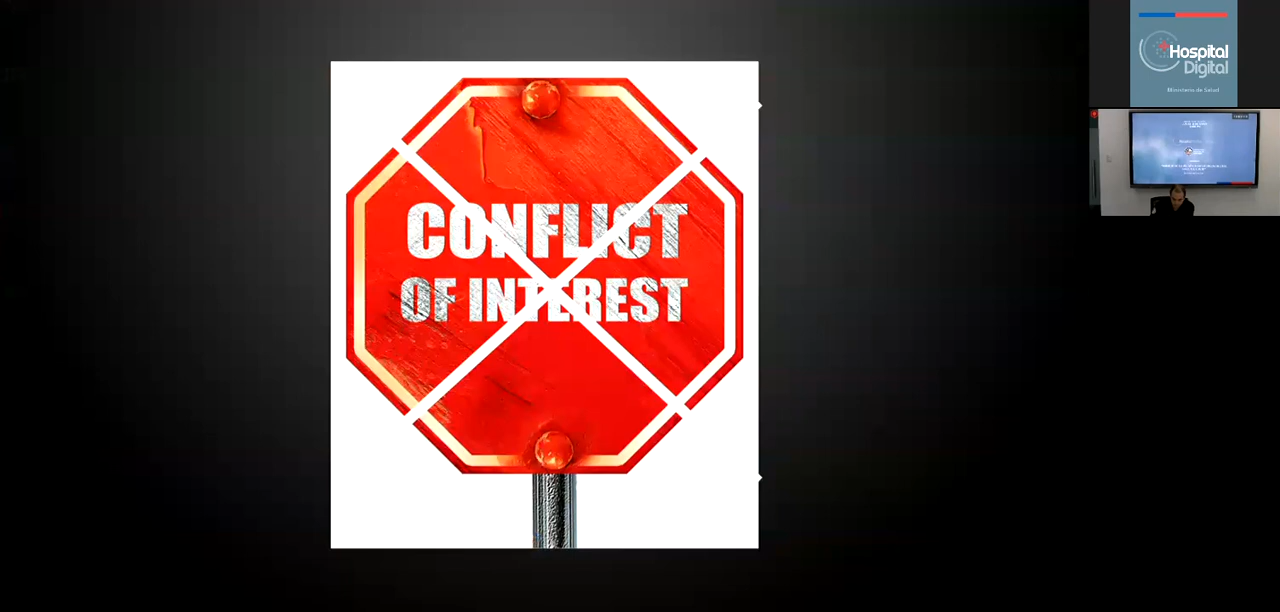 CONFLICT
OF INTEREST
Hospital
Digital
Ministerio de Salud